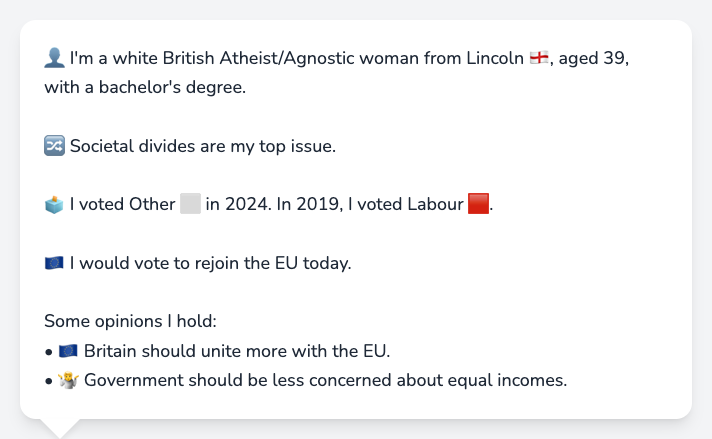 👤 I'm a white British Atheist/Agnostic woman from Lincoln 🏴󠁧󠁢󠁥󠁮󠁧󠁿, aged 39,
with a bachelor's degree.
🔀 Societal divides are my top issue.
🗳️ I voted Other ⬜ in 2024. In 2019, I voted Labour 🟥.
🇪🇺 I would vote to rejoin the EU today.
Some opinions I hold:
• 🇪🇺 Britain should unite more with the EU.
• 🤷‍♀️ Government should be less concerned about equal incomes.